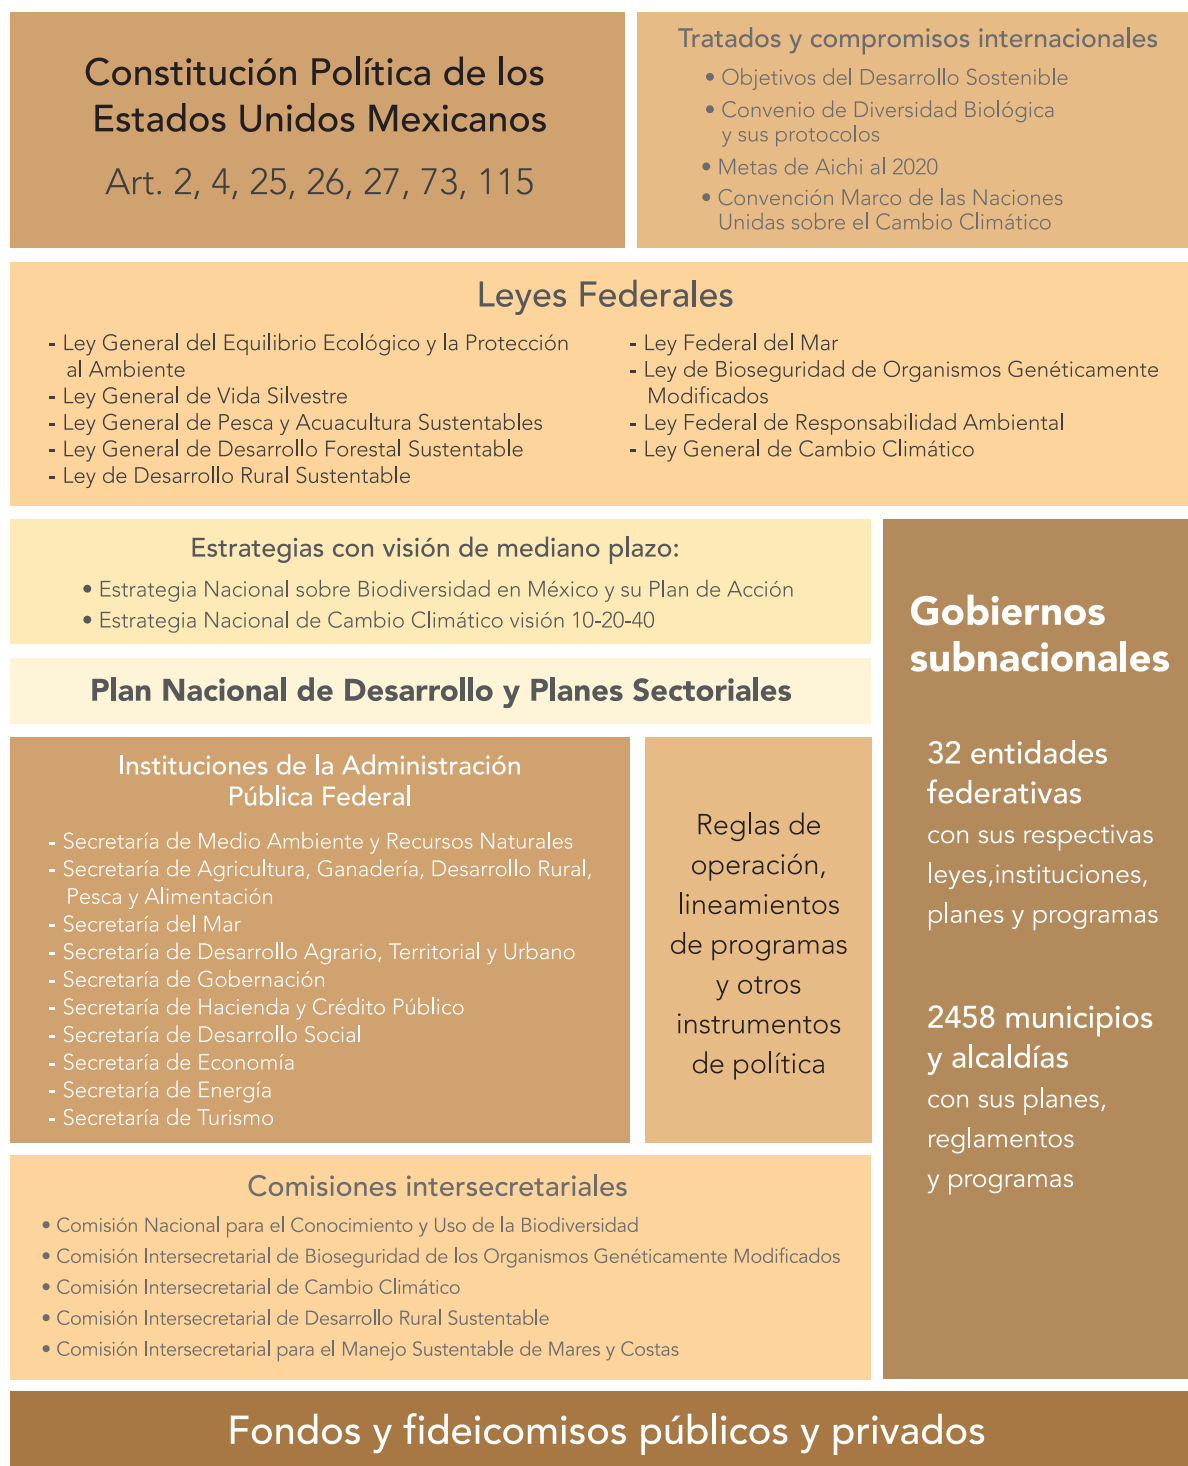 Constitución Política de los
Estados Unidos Mexicanos
Art. 2, 4, 25, 26, 27, 73, 115
Tratados y compromisos internacionales
• Objetivos del Desarrollo Sostenible
• Convenio de Diversidad Biológica
y sus protocolos
• Metas de Aichi al 2020
• Convención Marco de las Naciones
Unidas sobre el Cambio Climático
Leyes Federales
- Ley General del Equilibrio Ecológico y la Protección
al Ambiente
- Ley General de Vida Silvestre
- Ley General de Pesca y Acuacultura Sustentables
- Ley General de Desarrollo Forestal Sustentable
- Ley de Desarrollo Rural Sustentable
- Ley Federal del Mar
- Ley de Bioseguridad de Organismos Genéticamente
Modificados
- Ley Federal de Responsabilidad Ambiental
- Ley General de Cambio Climático
Estrategias con visión de mediano plazo:
• Estrategia Nacional sobre Biodiversidad en México y su Plan de Acción
• Estrategia Nacional de Cambio Climático visión 10-20-40
Plan Nacional de Desarrollo y Planes Sectoriales
Instituciones de la Administración
Pública Federal
- Secretaría de Medio Ambiente y Recursos Naturales
- Secretaría de Agricultura, Ganadería, Desarrollo Rural,
Pesca y Alimentación
- Secretaría del Mar
- Secretaría de Desarrollo Agrario, Territorial y Urbano
- Secretaría de Gobernación
- Secretaría de Hacienda y Crédito Público
- Secretaría de Desarrollo Social
- Secretaría de Economía
- Secretaría de Energía
- Secretaría de Turismo
Reglas de
operación,
lineamientos
de programas
y otros
instrumentos
de política
Comisiones intersecretariales
• Comisión Nacional para el Conocimiento y Uso de la Biodiversidad
• Comisión Intersecretarial de Bioseguridad de los Organismos Genéticamente Modificados
• Comisión Intersecretarial de Cambio Climático
• Comisión Intersecretarial de Desarrollo Rural Sustentable
• Comisión Intersecretarial para el Manejo Sustentable de Mares y Costas
Gobiernos
subnacionales
32 entidades
federativas
con sus respectivas
leyes,instituciones,
planes y programas
2458 municipios
y alcaldías
con sus planes,
reglamentos
y programas
Fondos y fideicomisos públicos y privados